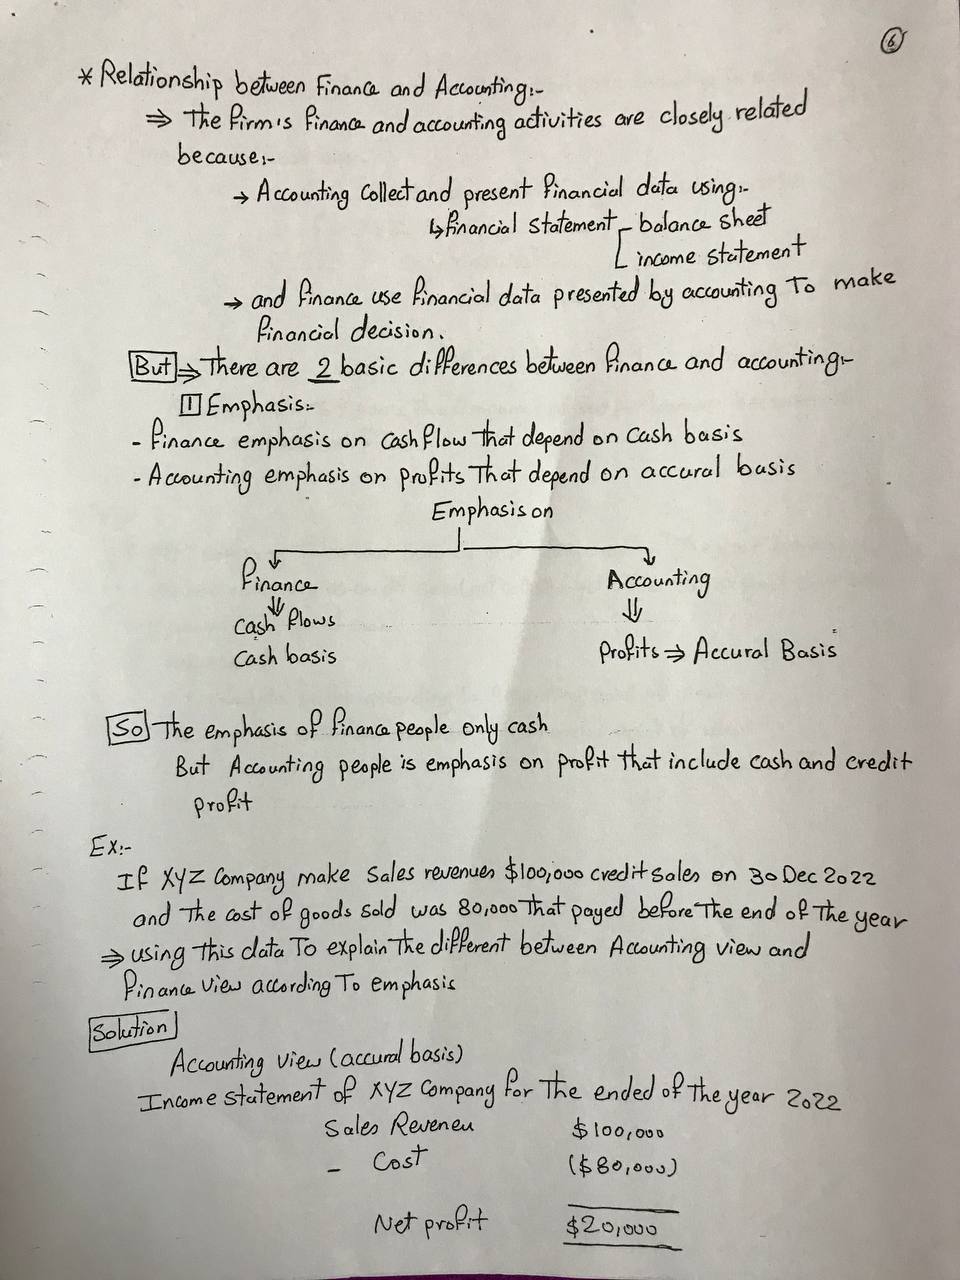 6
* Relationship between Finance and Accounting:-
⇒ The firm's finance and accounting activities are closely related
because:-
→ Accounting Collect and present financial data using:-
↳ financial statement balance sheet
income statement
→ and finance use financial data presented by accounting To make
financial decision.
But ⇒ There are 2 basic differences between finance and accounting:-
1 Emphasis:-
- finance emphasis on cash flow that depend on cash basis
- Accounting emphasis on profits That depend on accural basis
Emphasis on
Finance Accounting
⇓ ⇓
Cash flows
Cash basis Profits ⇒ Accural Basis
So The emphasis of finance people only cash
But Accounting people is emphasis on profit that include cash and credit
profit
Ex:-
If XYZ Company make sales revenues $100,000 credit sales on 30 Dec 2022
and The cost of goods sold was 80,000 That payed before The end of The year
⇒ using This data To explain The different between Accounting view and
finance view according To emphasis
Solution
Accounting view (accural basis)
Income statement of XYZ Company for The ended of The year 2022
Sales Reveneu $100,000
- Cost ($80,000)
Net profit $20,000